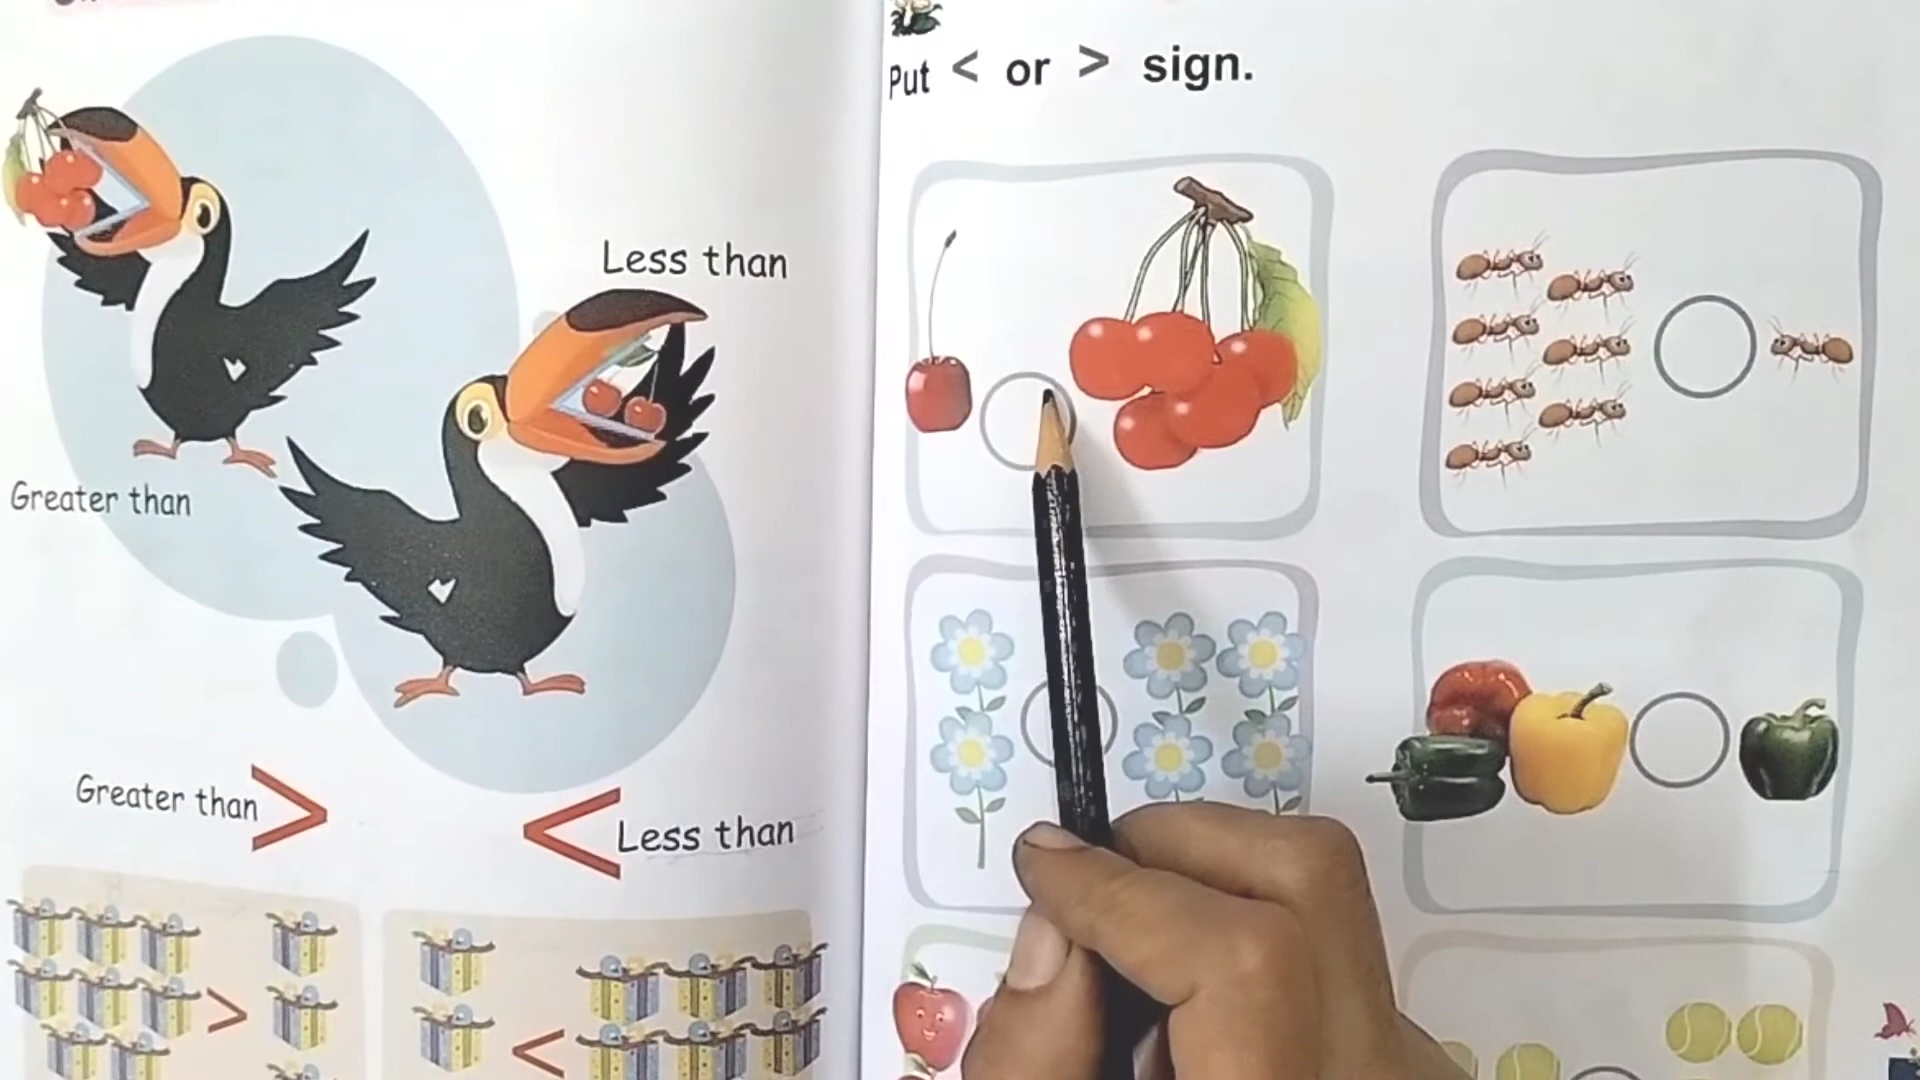 Less than
Greater than
Greater than >
< Less than
>
<
Put < or > sign.